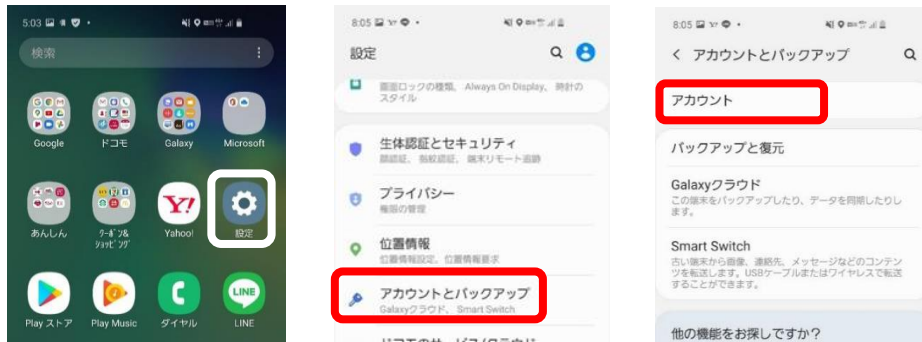 5:03
検索
Google
ドコモ
Galaxy
Microsoft
あんしん
クーポン&
ショッピング
Yahoo!
設定
Play ストア
Play Music
ダイヤル
LINE
8:05
設定
画面ロックの種類、 Always On Display、 時計の
スタイル
生体認証とセキュリティ
顔認証、 指紋認証、 端末リモート追跡
プライバシー
権限の管理
位置情報
位置情報設定、位置情報要求
アカウントとバックアップ
Galaxyクラウド、 Smart Switch
8:05
アカウントとバックアップ
アカウント
バックアップと復元
Galaxyクラウド
この端末をバックアップしたり、データを同期したりし
ます。
Smart Switch
古い端末から画像、連絡先、メッセージなどのコンテン
ツを転送します。USBケーブルまたはワイヤレスで転送
することができます。
他の機能をお探しですか？